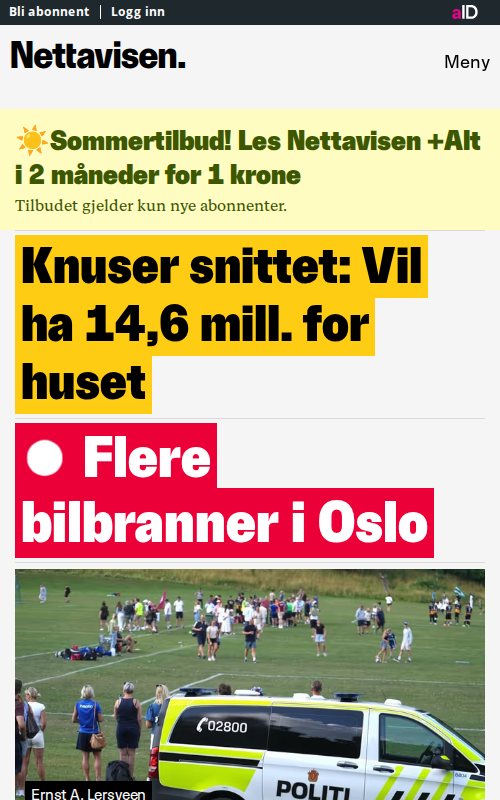 Bli abonnent | Logg inn
aID
Nettavisen.
Meny
☀️Sommertilbud! Les Nettavisen +Alt
i 2 måneder for 1 krone
Tilbudet gjelder kun nye abonnenter.
Knuser snittet: Vil
ha 14,6 mill. for
huset
Flere
bilbranner i Oslo
02800
POLITI
Ernst A. Lersveen